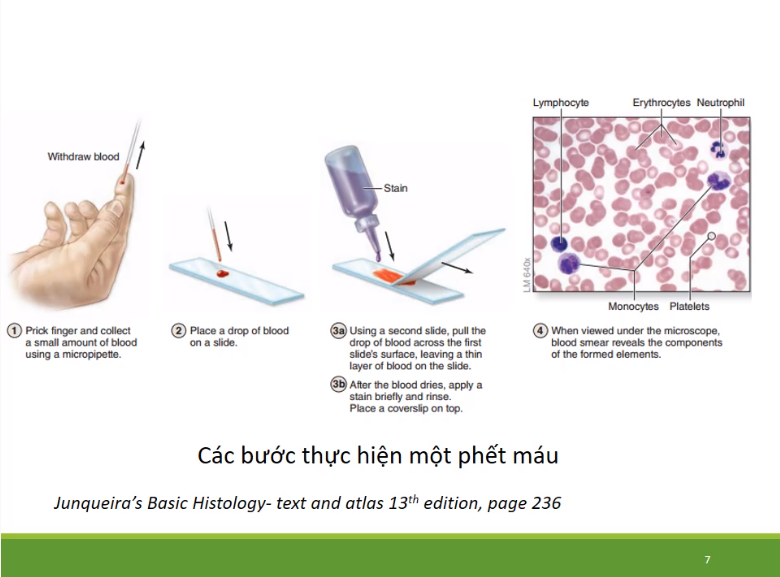 Lymphocyte
Erythrocytes
Neutrophil
Withdraw blood
Stain
LM 640x
Monocytes
Platelets
1 Prick finger and collect
a small amount of blood
using a micropipette.
2 Place a drop of blood
on a slide.
3a Using a second slide, pull the
drop of blood across the first
slide's surface, leaving a thin
layer of blood on the slide.
3b After the blood dries, apply a
stain briefly and rinse.
Place a coverslip on top.
4 When viewed under the microscope,
blood smear reveals the components
of the formed elements.
Các bước thực hiện một phết máu
Junqueira's Basic Histology- text and atlas 13th edition, page 236
7